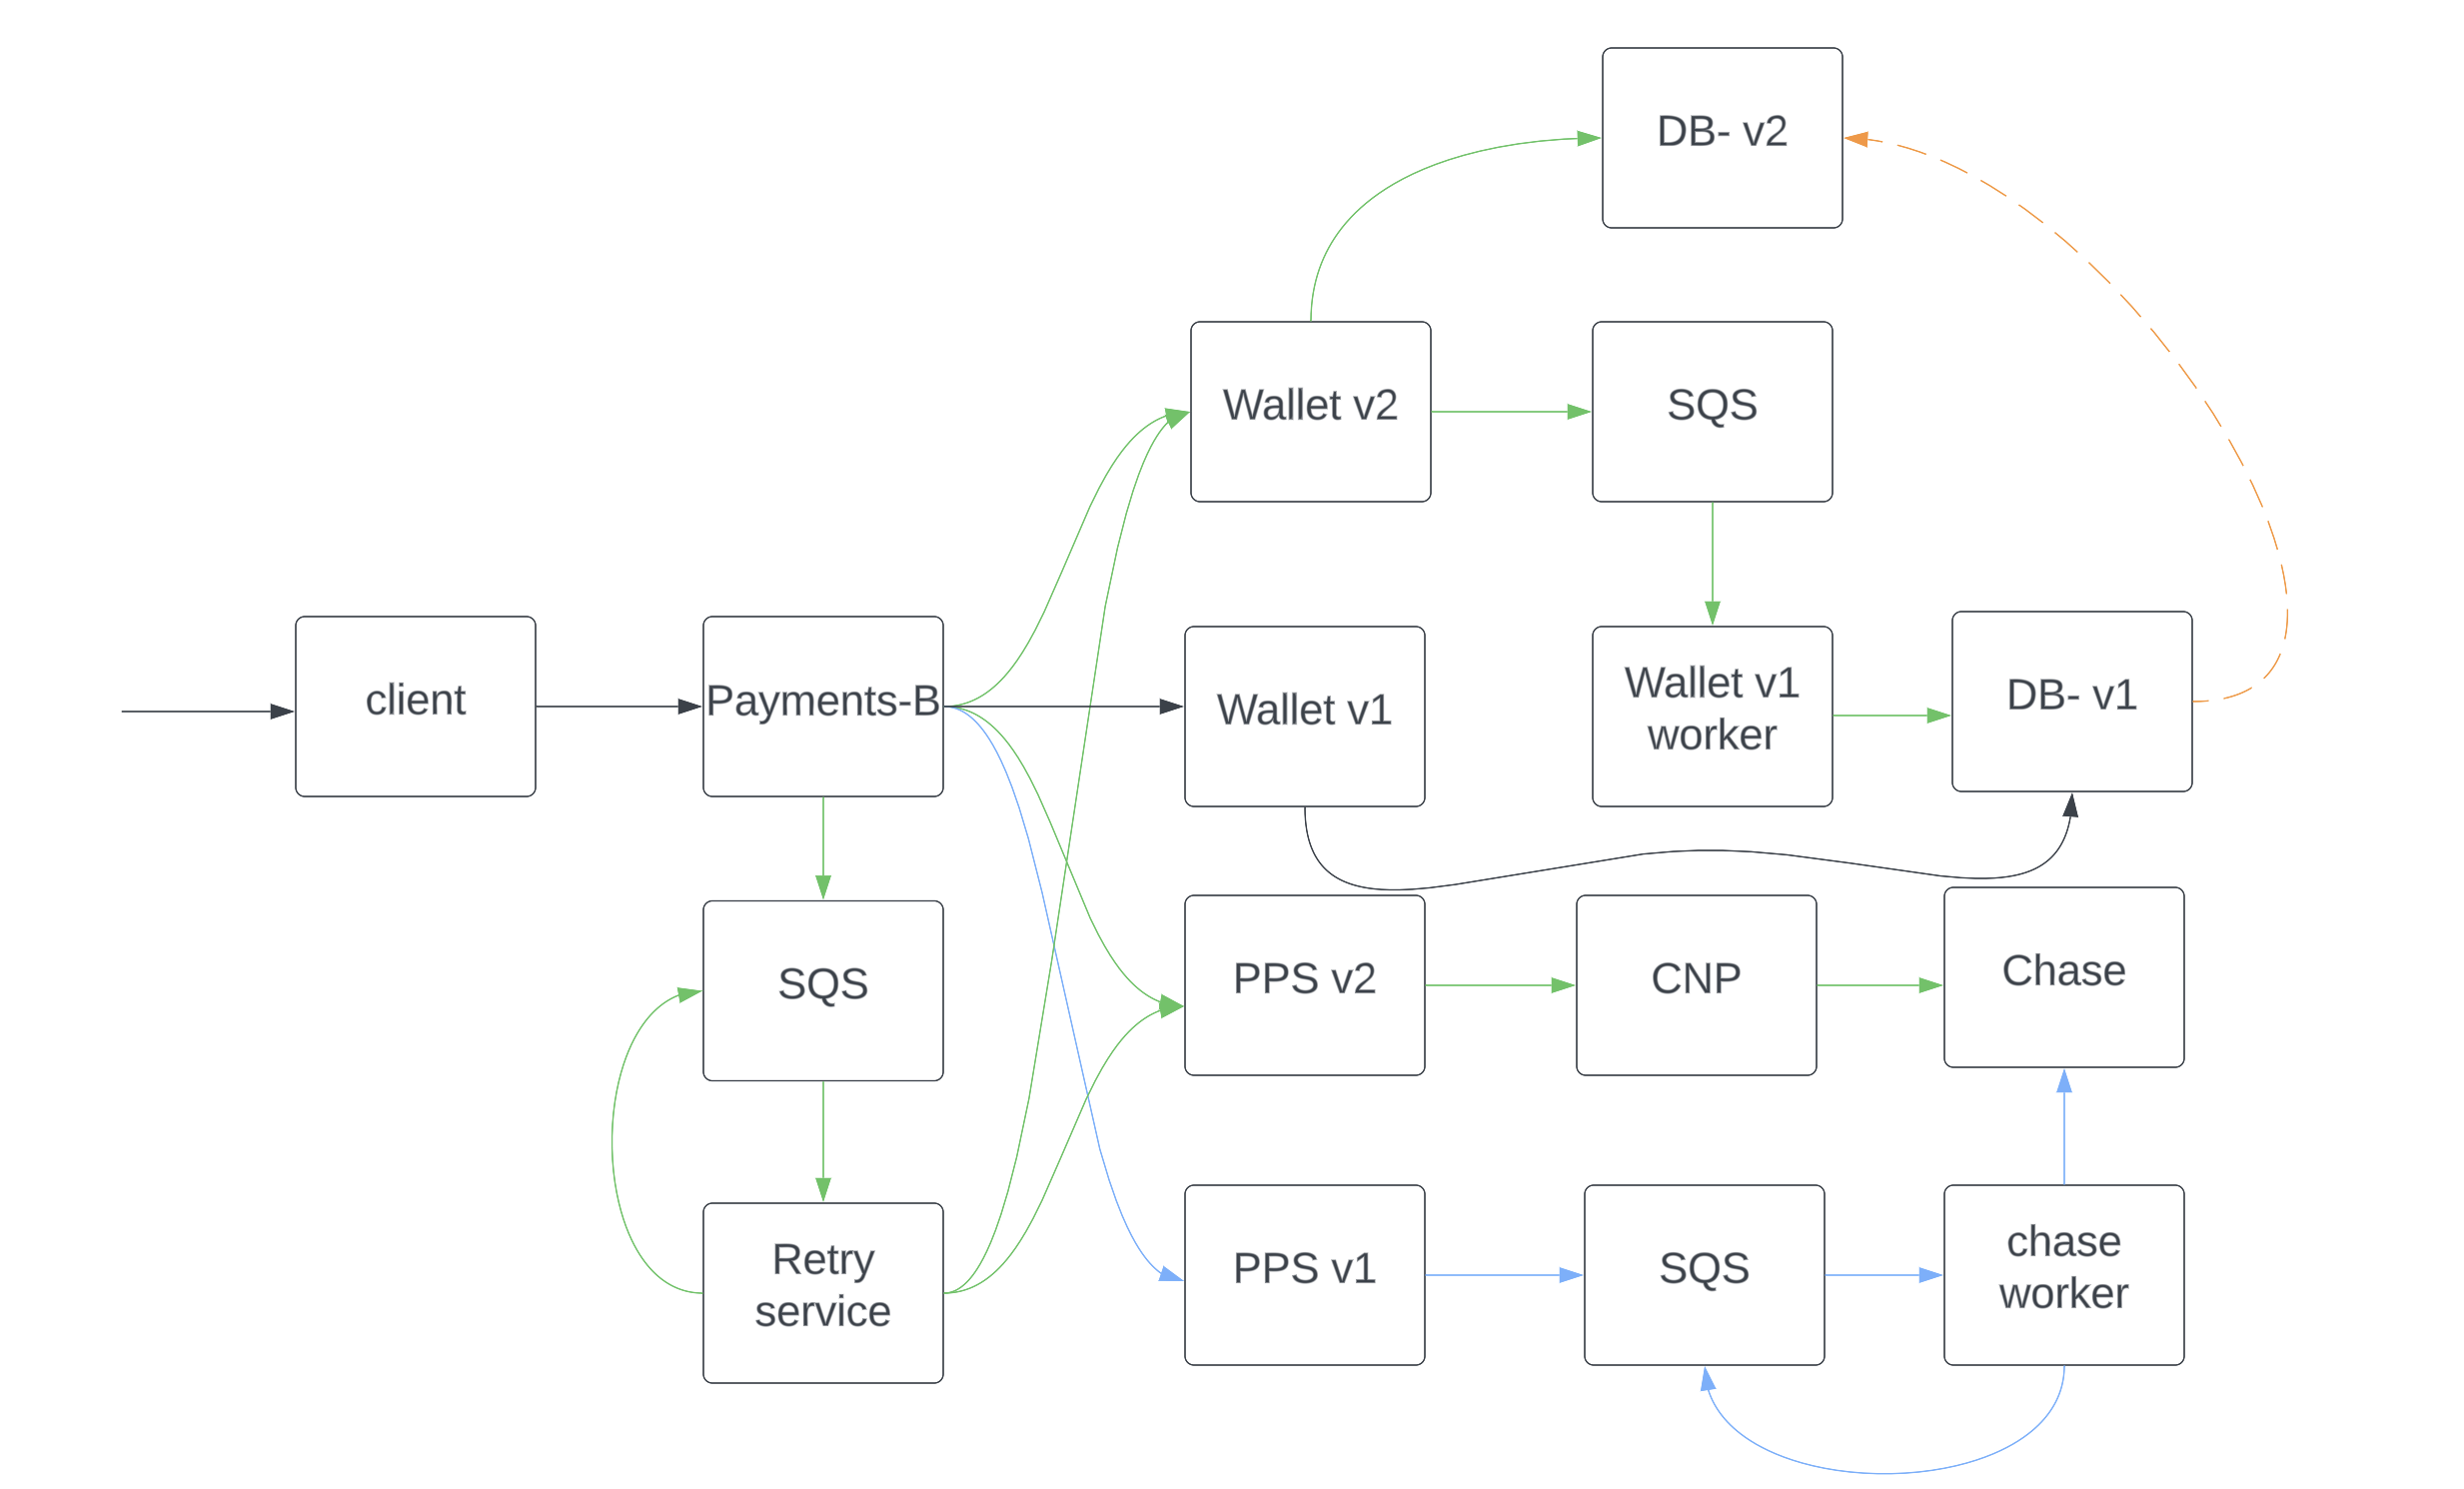 DB- v2
Wallet v2
SQS
client
Payments-B
Wallet v1
Wallet v1
worker
DB- v1
SQS
PPS v2
CNP
Chase
Retry
service
PPS v1
SQS
chase
worker